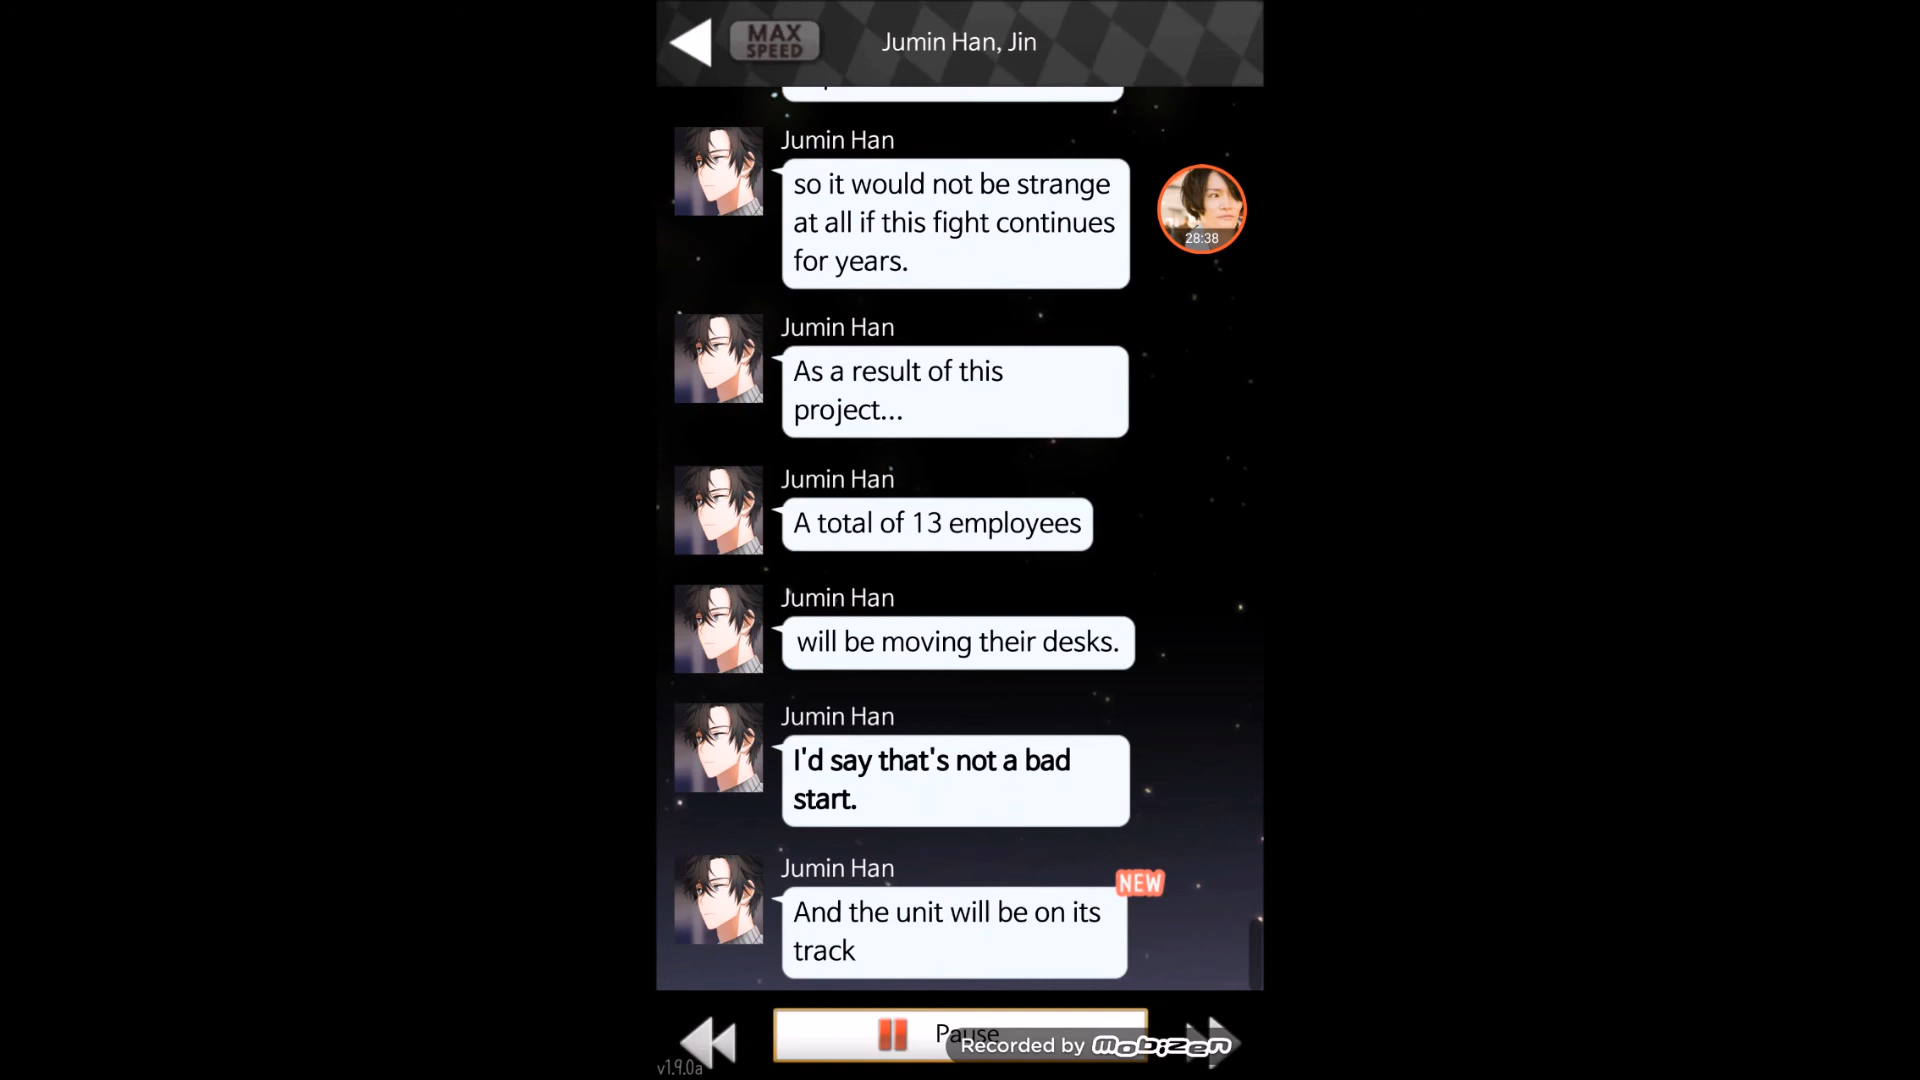 MAX
SPEED
Jumin Han, Jin
Jumin Han
so it would not be strange
at all if this fight continues
for years.
28:38
Jumin Han
As a result of this
project...
Jumin Han
A total of 13 employees
Jumin Han
will be moving their desks.
Jumin Han
I'd say that's not a bad
start.
Jumin Han
NEW
And the unit will be on its
track
Pause
Recorded by Mobizen
v1.9.0a